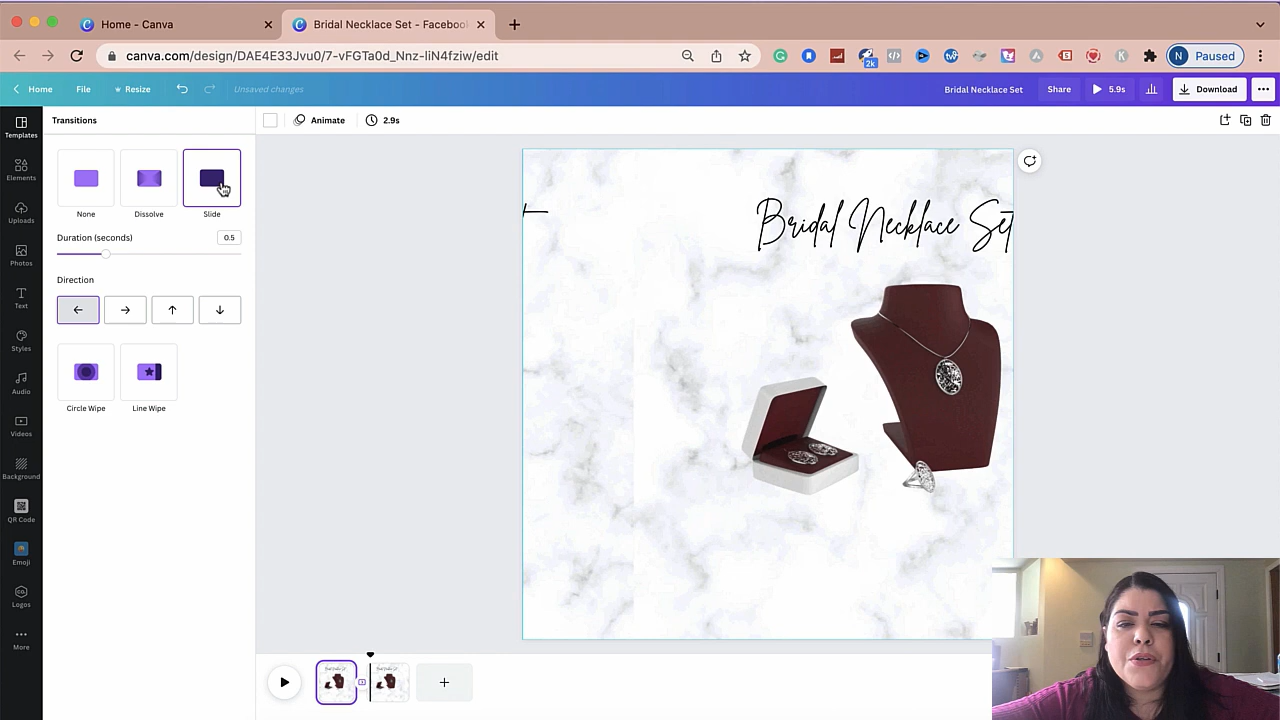 Home - Canva
Bridal Necklace Set - Facebook
canva.com/design/DAE4E33Jvu0/7-vFGTa0d_Nnz-liN4fziw/edit
2k
N Paused
Home File Resize Unsaved changes Bridal Necklace Set Share 5.9s Download
Templates
Elements
Uploads
Photos
Text
Styles
Audio
Videos
Background
QR Code
Emoji
Logos
More
Transitions
None Dissolve Slide
Duration (seconds) 0.5
Direction
Circle Wipe Line Wipe
Animate 2.9s
Bridal Necklace Set